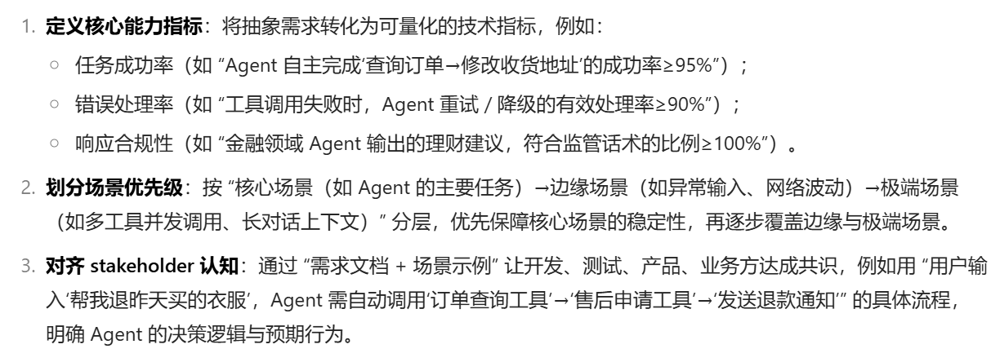 1. 定义核心能力指标：将抽象需求转化为可量化的技术指标，例如：
○ 任务成功率（如 “Agent 自主完成‘查询订单→修改收货地址’的成功率≥95%”）；
○ 错误处理率（如 “工具调用失败时，Agent 重试 / 降级的有效处理率≥90%”）；
○ 响应合规性（如 “金融领域 Agent 输出的理财建议，符合监管话术的比例≥100%”）。
2. 划分场景优先级：按 “核心场景（如 Agent 的主要任务）→边缘场景（如异常输入、网络波动）→极端场景
（如多工具并发调用、长对话上下文）” 分层，优先保障核心场景的稳定性，再逐步覆盖边缘与极端场景。
3. 对齐 stakeholder 认知：通过 “需求文档 + 场景示例” 让开发、测试、产品、业务方达成共识，例如用 “用户输
入‘帮我退昨天买的衣服’，Agent 需自动调用‘订单查询工具’→‘售后申请工具’→‘发送退款通知’” 的具体流程，
明确 Agent 的决策逻辑与预期行为。